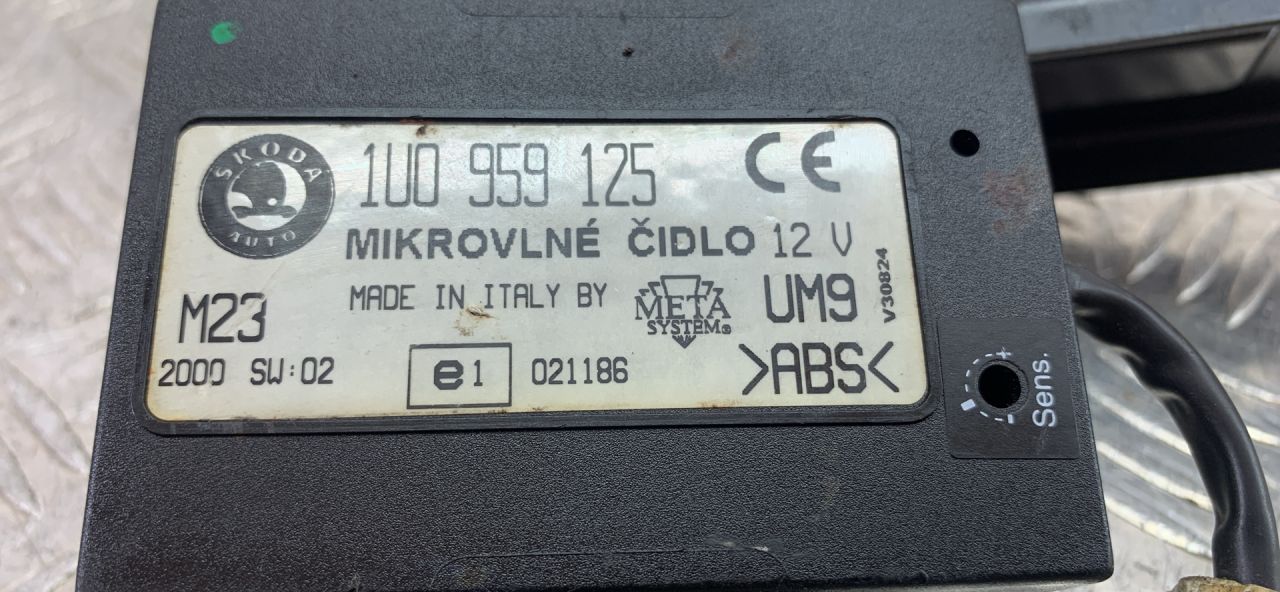 ŠKODA
AUTO
1U0 959 125
CE
MIKROVLNÉ ČIDLO 12 V
MADE IN ITALY BY
META
SYSTEM®
UM9
V30824
M23
2000 SW:02
e1
021186
>ABS<
+
-
Sens.